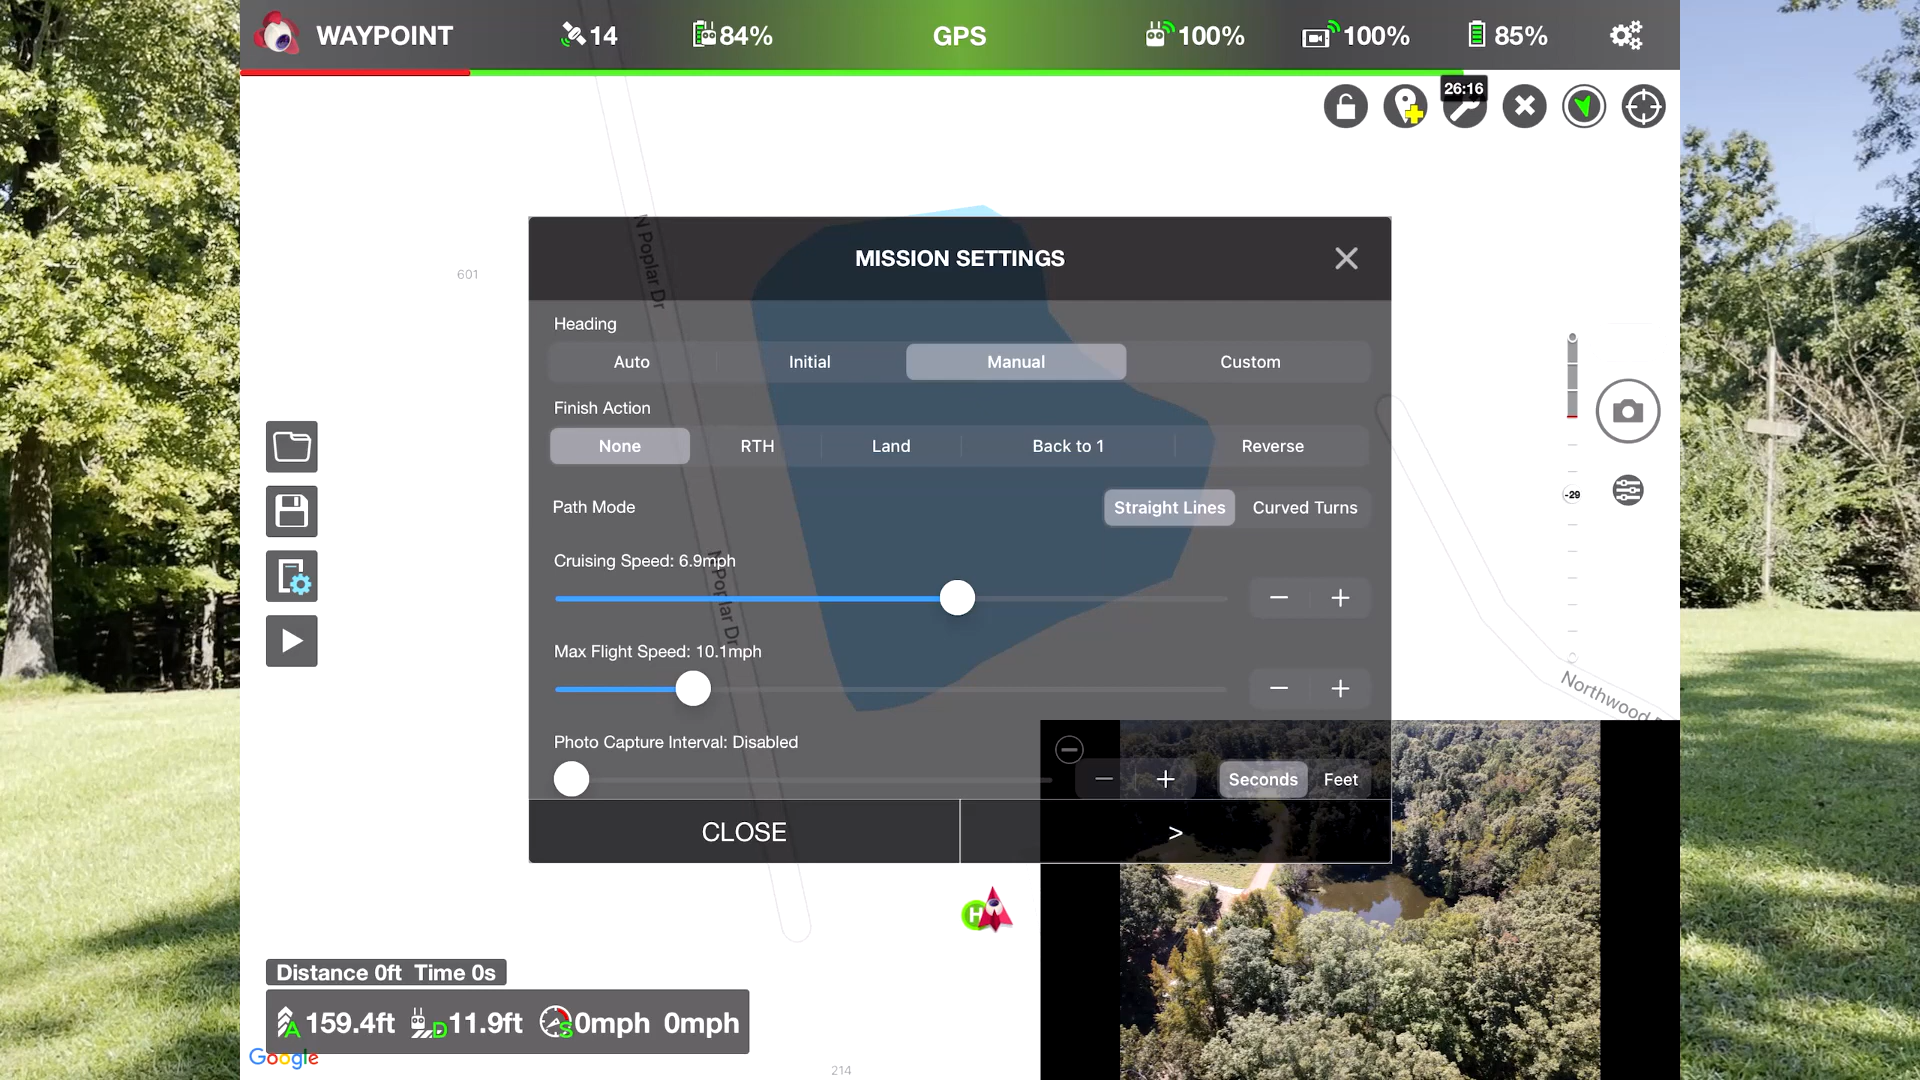 WAYPOINT 14 84% GPS 100% 100% 85%
26:16
N Poplar Dr
601
MISSION SETTINGS
Heading
Auto Initial Manual Custom
Finish Action
None RTH Land Back to 1 Reverse
Path Mode Straight Lines Curved Turns
-29
Cruising Speed: 6.9mph
N Poplar Dr
Max Flight Speed: 10.1mph
Northwood
Photo Capture Interval: Disabled
Seconds Feet
CLOSE >
H
Distance 0ft Time 0s
A 159.4ft D 11.9ft S 0mph 0mph
Google
214